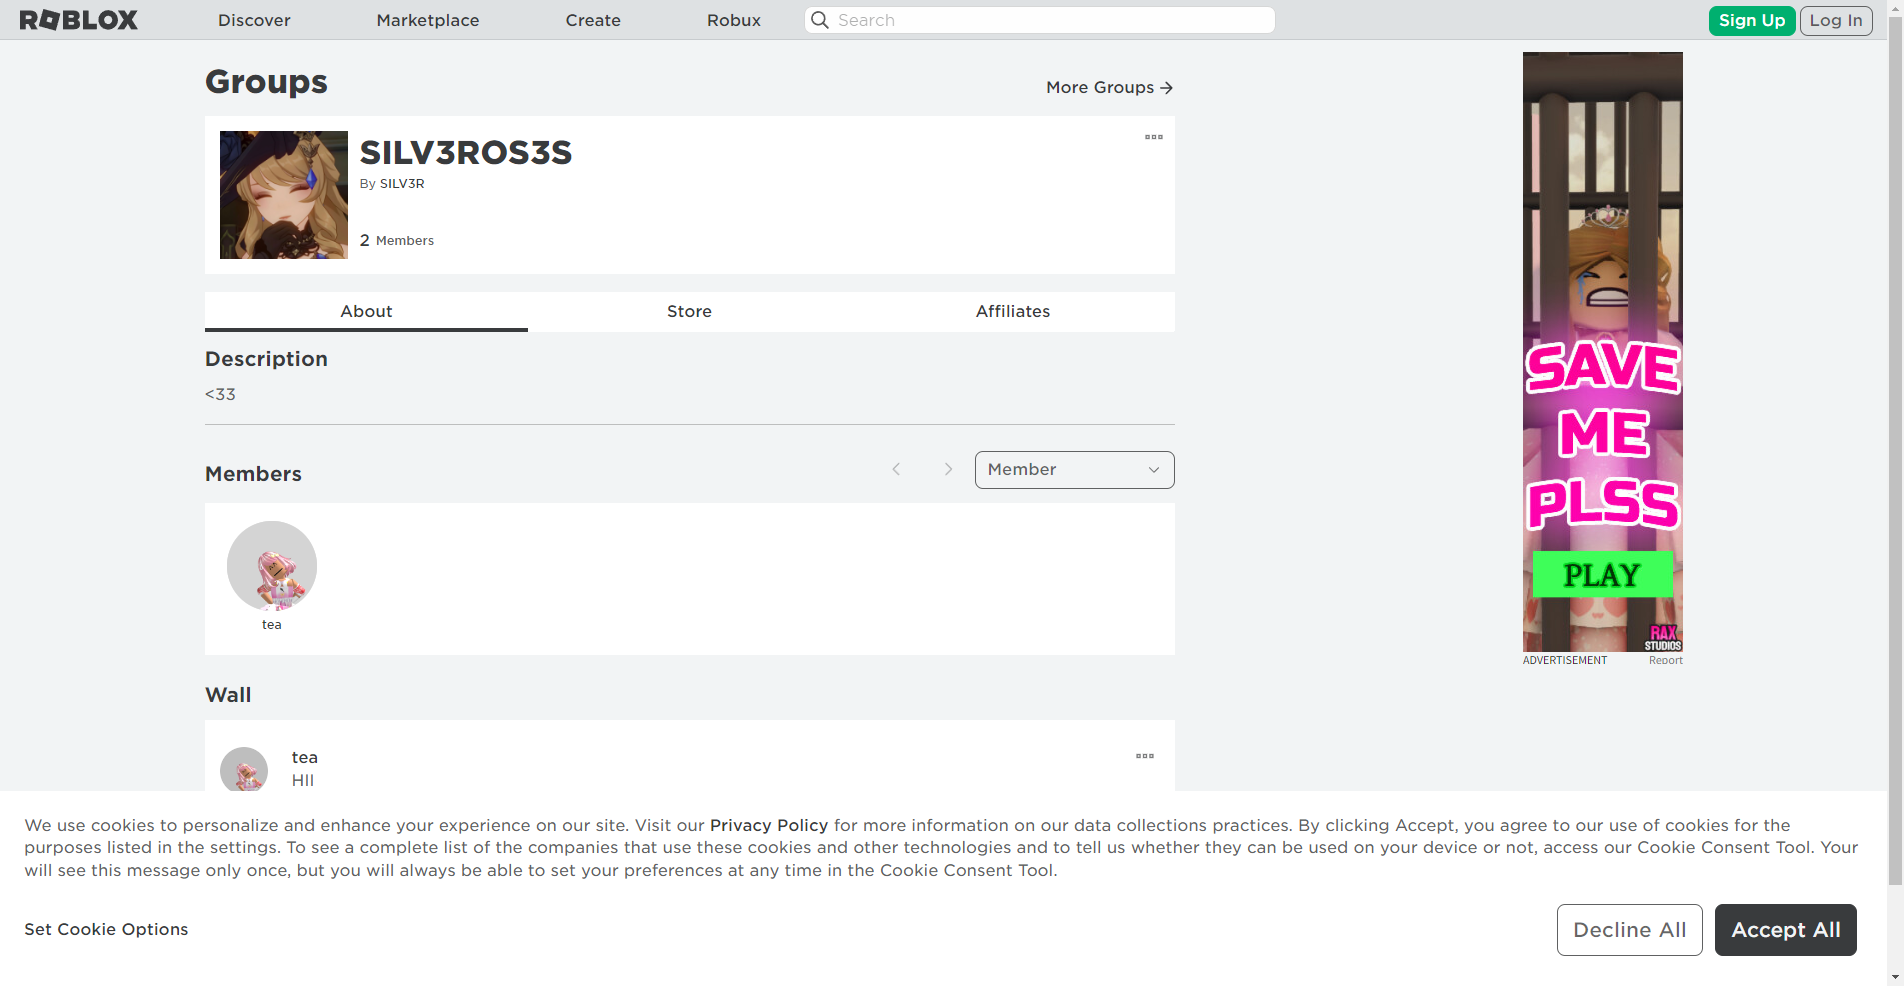 ROBLOX
Discover
Marketplace
Create
Robux
Search
Sign Up
Log In
Groups
More Groups
SILV3ROS3S
By SILV3R
2 Members
About
Store
Affiliates
Description
<33
Members
Member
tea
Wall
tea
HII
SAVE
ME
PLSS
PLAY
RAX
STUDIOS
ADVERTISEMENT
Report
We use cookies to personalize and enhance your experience on our site. Visit our Privacy Policy for more information on our data collections practices. By clicking Accept, you agree to our use of cookies for the
purposes listed in the settings. To see a complete list of the companies that use these cookies and other technologies and to tell us whether they can be used on your device or not, access our Cookie Consent Tool. Your
will see this message only once, but you will always be able to set your preferences at any time in the Cookie Consent Tool.
Set Cookie Options
Decline All
Accept All